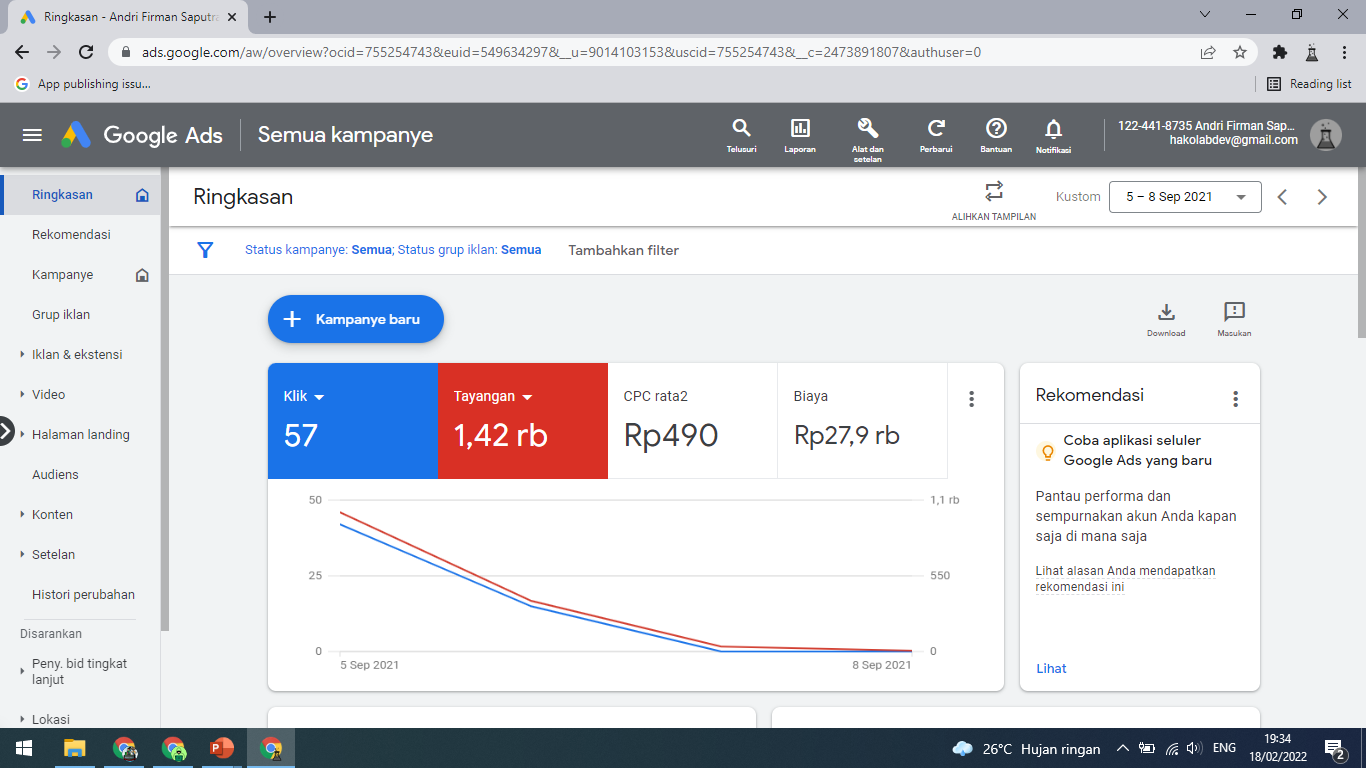 Ringkasan - Andri Firman Saputra
ads.google.com/aw/overview?ocid=755254743&euid=549634297&__u=9014103153&uscid=755254743&__c=2473891807&authuser=0
App publishing issu...
Reading list
Google Ads
Semua kampanye
Telusuri
Laporan
Alat dan
setelan
Perbarui
Bantuan
Notifikasi
122-441-8735 Andri Firman Sap...
hakolabdev@gmail.com
Ringkasan
Rekomendasi
Kampanye
Grup iklan
Iklan & ekstensi
Video
Halaman landing
Audiens
Konten
Setelan
Histori perubahan
Disarankan
Peny. bid tingkat
lanjut
Lokasi
Ringkasan
ALIHKAN TAMPILAN
Kustom
5 – 8 Sep 2021
Status kampanye: Semua; Status grup iklan: Semua
Tambahkan filter
Kampanye baru
Download
Masukan
Klik
57
Tayangan
1,42 rb
CPC rata2
Rp490
Biaya
Rp27,9 rb
50
25
0
1,1 rb
550
0
5 Sep 2021
8 Sep 2021
Rekomendasi
Coba aplikasi seluler
Google Ads yang baru
Pantau performa dan
sempurnakan akun Anda kapan
saja di mana saja
Lihat alasan Anda mendapatkan
rekomendasi ini
Lihat
26°C Hujan ringan
ENG
19:34
18/02/2022
2